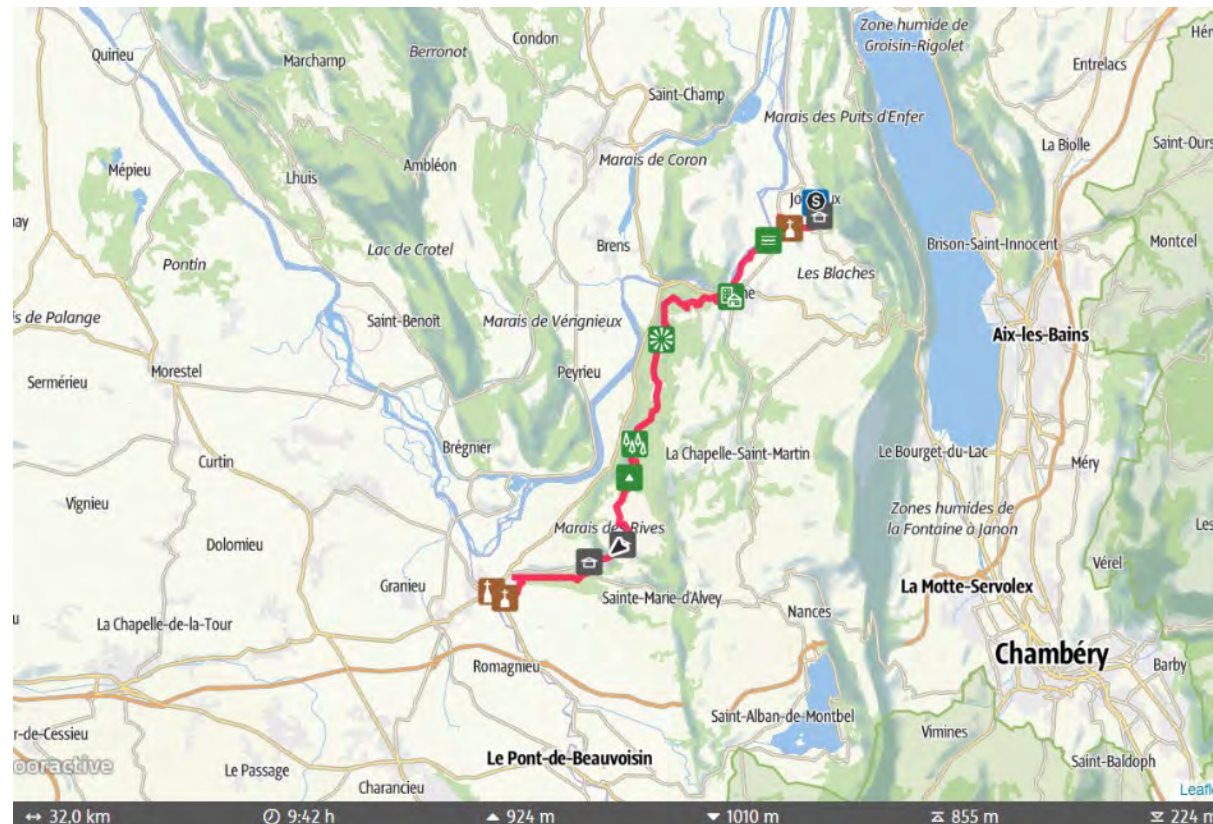 Zone humide de
Groisin-Rigolet
Condon
Berronot
Quirieu
Marchamp
Entrelacs
Saint-Champ
Marais des Puits d'Enfer
La Biolle
Saint-Ours
Marais de Coron
Ambléon
Mépieu
Lhuis
Brens
Lac de Crotel
Brison-Saint-Innocent
Montcel
Pontin
Les Blaches
is de Palange
Saint-Benoît
Marais de Vérignieux
Aix-les-Bains
Morestel
Peyrieu
Sermérieu
Brégnier
La Chapelle-Saint-Martin
Le Bourget-du-Lac
Curtin
Méry
Vignieu
Zones humides de
la Fontaine à Janon
Marais des Rives
Dolomieu
Vérel
Granieu
Sainte-Marie-d'Alvey
La Motte-Servolex
Nances
La Chapelle-de-la-Tour
Chambéry
Barby
Romagnieu
Saint-Alban-de-Montbel
Vimines
r-de-Cessieu
Le Pont-de-Beauvoisin
Saint-Baldoph
Le Passage
Charancieu
32,0 km 9:42 h 924 m 1010 m 855 m 224 m